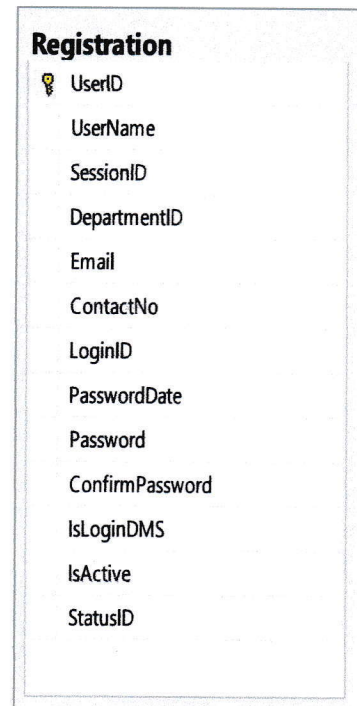 Registration
UserID
UserName
SessionID
DepartmentID
Email
ContactNo
LoginID
PasswordDate
Password
ConfirmPassword
IsLoginDMS
IsActive
StatusID